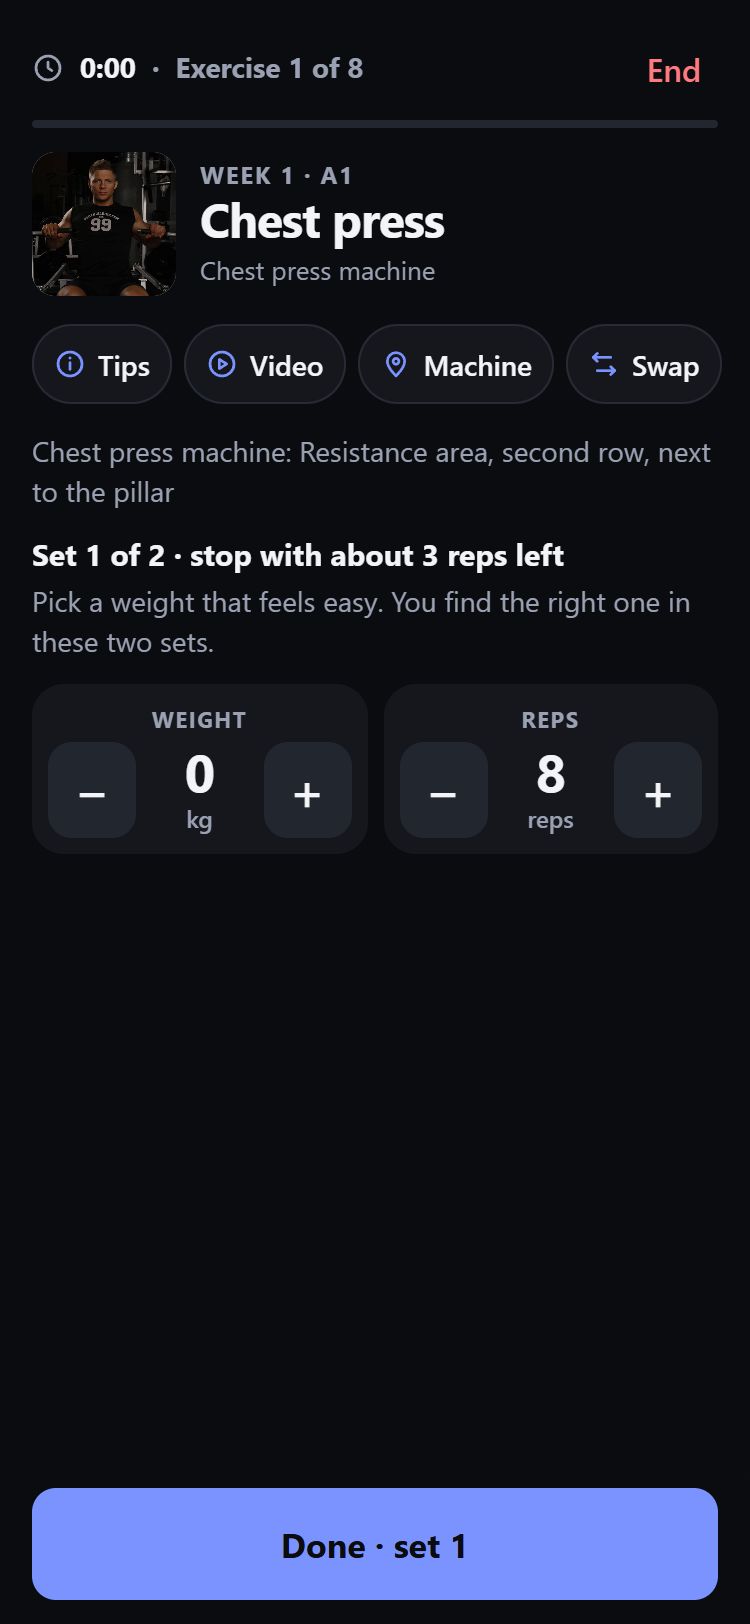 0:00 · Exercise 1 of 8
End
WEEK 1 · A1
Chest press
Chest press machine
99
Tips
Video
Machine
Swap
Chest press machine: Resistance area, second row, next
to the pillar
Set 1 of 2 · stop with about 3 reps left
Pick a weight that feels easy. You find the right one in
these two sets.
WEIGHT
REPS
− 0 +
− 8 +
kg
reps
Done · set 1